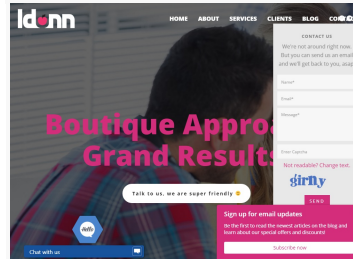 Idonn
HOME ABOUT SERVICES CLIENTS BLOG
CONTACT US
We're not around right now.
But you can send us an email
and we'll get back to you, asap
Name*
Email*
Message*
Boutique Appro
Grand Results
Enter Captcha
Not readable? Change text.
girffy
SEND
Talk to us, we are super friendly
Sign up for email updates
Be the first to read the newest articles on the blog and
learn about our special offers and discounts!
Subscribe now
Hello
Chat with us